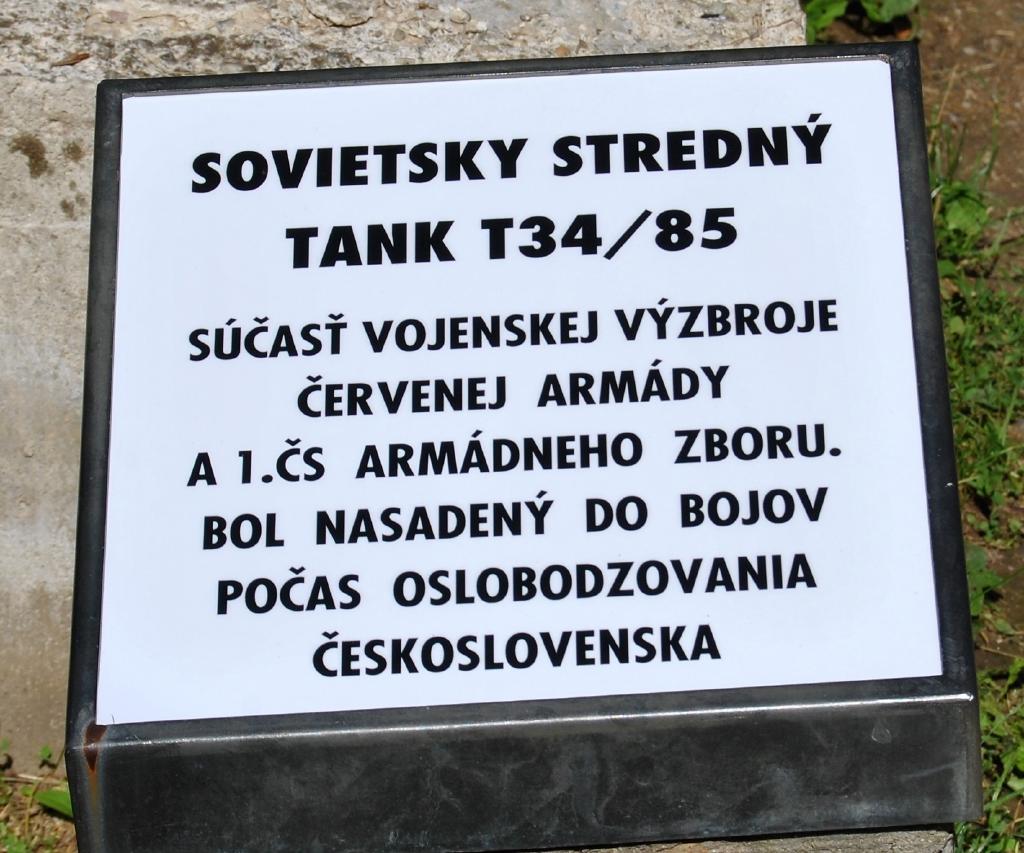 SOVIETSKY STREDNÝ
TANK T34/85
SÚČASŤ VOJENSKEJ VÝZBROJE
ČERVENEJ ARMÁDY
A 1.ČS ARMÁDNEHO ZBORU.
BOL NASADENÝ DO BOJOV
POČAS OSLOBODZOVANIA
ČESKOSLOVENSKA